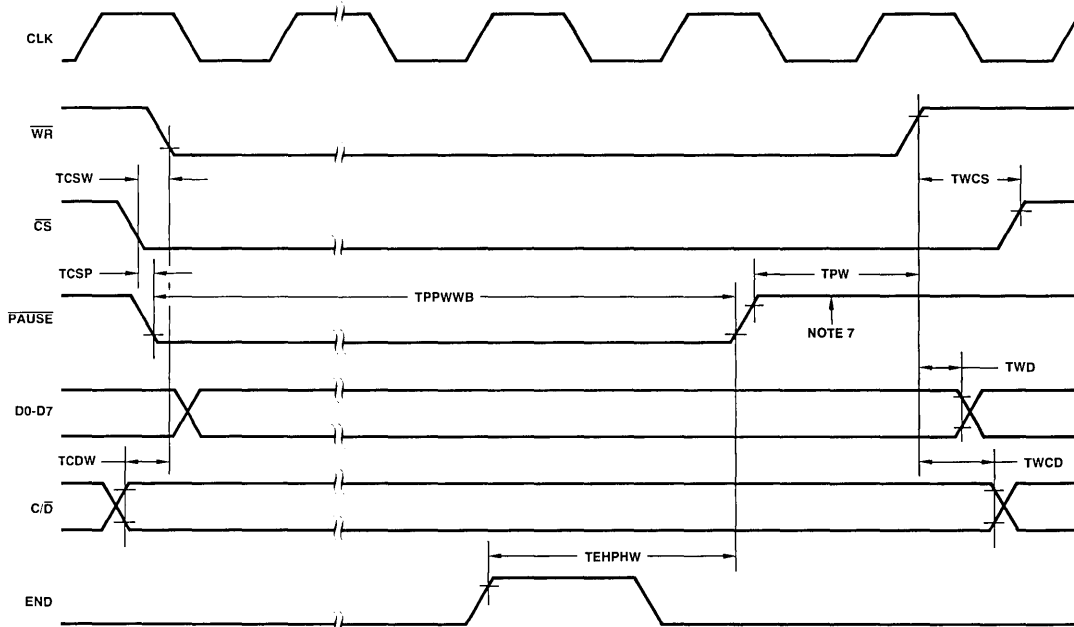 CLK
WR
TCSW
TWCS
CS
TCSP
TPPWWB
TPW
PAUSE
NOTE 7
TWD
D0-D7
TCDW
TWCD
C/D
TEHPHW
END